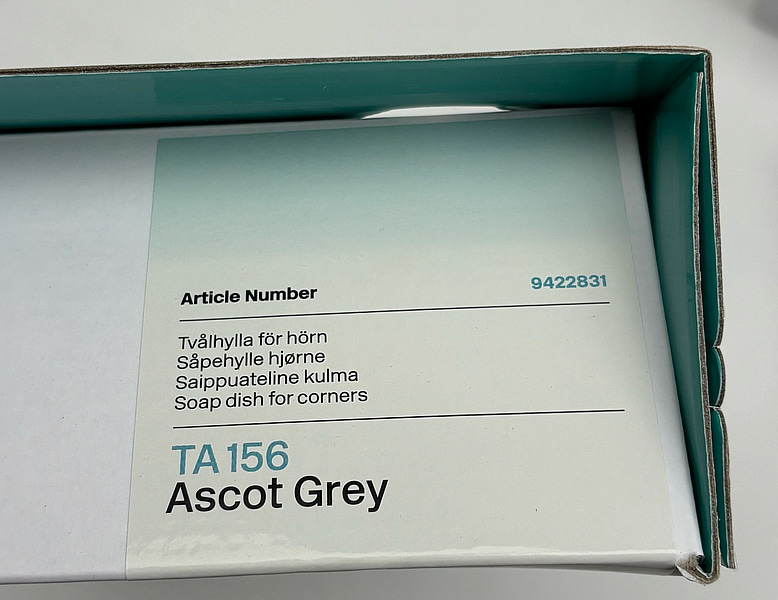 Article Number 9422831
Tvålhylla för hörn
Såpehylle hjørne
Saippuateline kulma
Soap dish for corners
TA 156
Ascot Grey